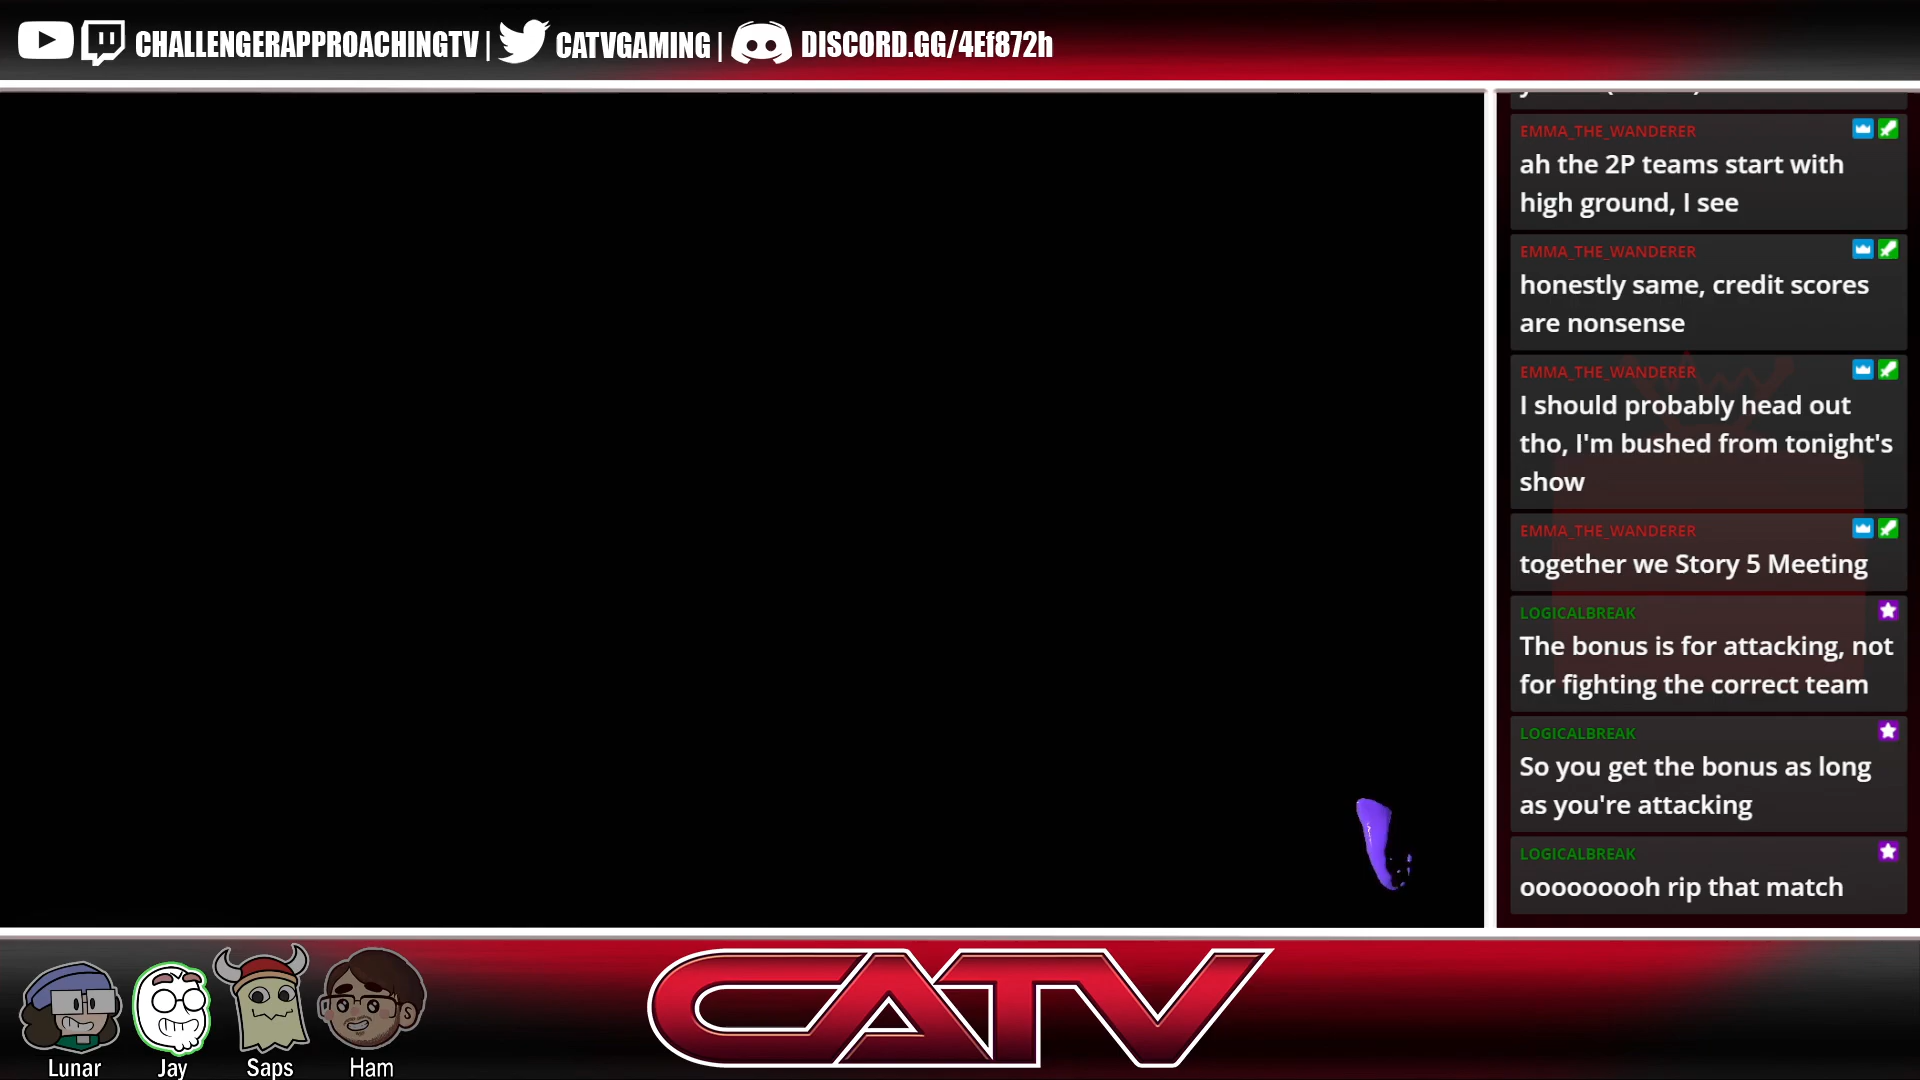 CHALLENGERAPPROACHINGTV | CATVGAMING | DISCORD.GG/4Ef872h
EMMA_THE_WANDERER
ah the 2P teams start with
high ground, I see
EMMA_THE_WANDERER
honestly same, credit scores
are nonsense
EMMA_THE_WANDERER
I should probably head out
tho, I'm bushed from tonight's
show
EMMA_THE_WANDERER
together we Story 5 Meeting
LOGICALBREAK
The bonus is for attacking, not
for fighting the correct team
LOGICALBREAK
So you get the bonus as long
as you're attacking
LOGICALBREAK
ooooooooh rip that match
S
CATV
Lunar Jay Saps Ham